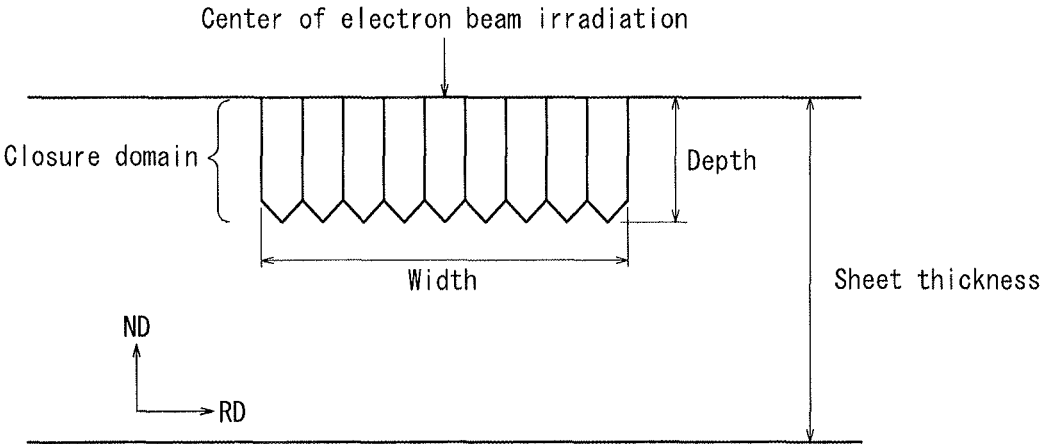 Center of electron beam irradiation
Closure domain
Depth
Width
Sheet thickness
ND
RD